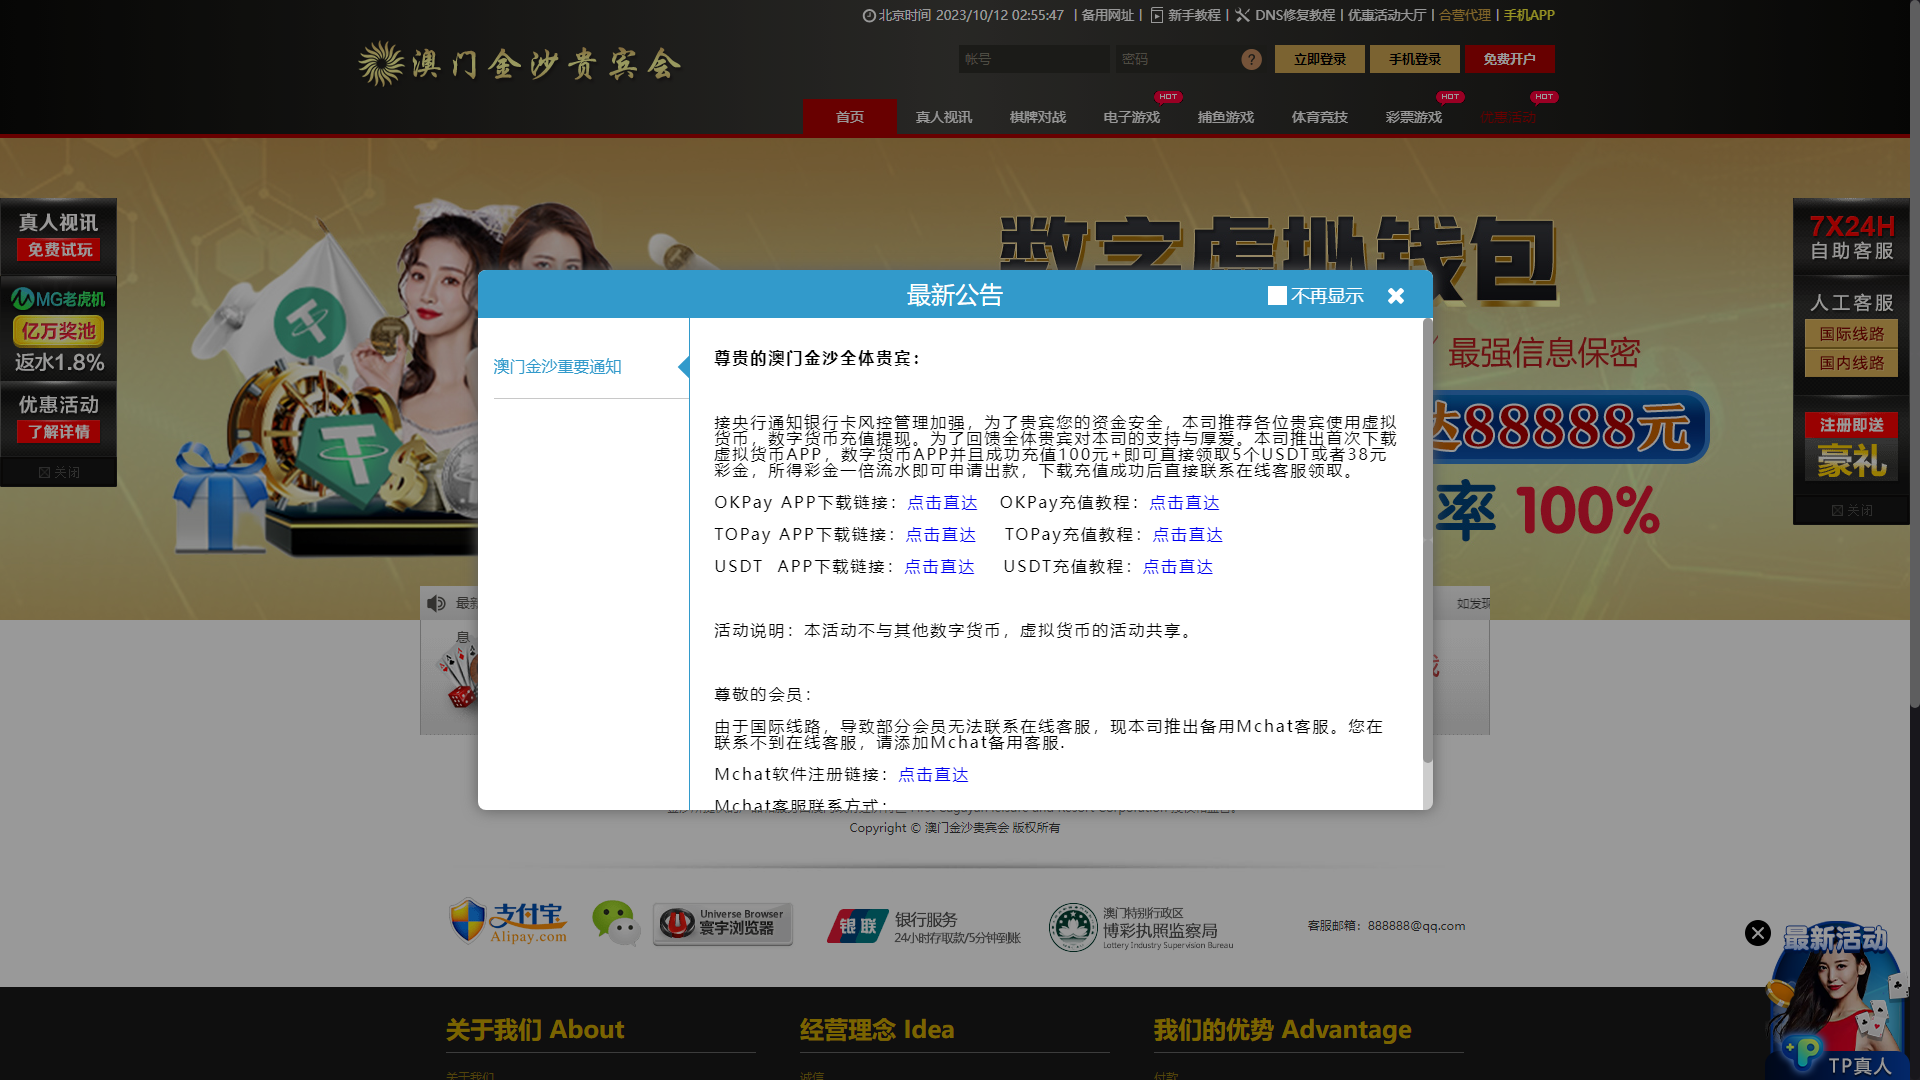 北京时间 2023/10/12 02:55:47 | 备用网址 | 新手教程 | DNS修复教程 | 优惠活动大厅 | 合营代理 | 手机APP
澳门金沙贵宾会
帐号
密码
?
立即登录
手机登录
免费开户
HOT
HOT
HOT
首页
真人视讯
棋牌对战
电子游戏
捕鱼游戏
体育竞技
彩票游戏
优惠活动
真人视讯
免费试玩
MG老虎机
亿万奖池
返水1.8%
优惠活动
了解详情
关闭
数字虚拟钱包
最强信息保密
达88888元
率 100%
7X24H
自助客服
人工客服
国际线路
国内线路
注册即送
豪礼
关闭
最新公告
不再显示
澳门金沙重要通知
尊贵的澳门金沙全体贵宾：
接央行通知银行卡风控管理加强，为了贵宾您的资金安全，本司推荐各位贵宾使用虚拟
货币，数字货币充值提现。为了回馈全体贵宾对本司的支持与厚爱。本司推出首次下载
虚拟货币APP，数字货币APP并且成功充值100元+即可直接领取5个USDT或者38元
彩金，所得彩金一倍流水即可申请出款，下载充值成功后直接联系在线客服领取。
OKPay APP下载链接：点击直达 OKPay充值教程：点击直达
TOPay APP下载链接：点击直达 TOPay充值教程：点击直达
USDT APP下载链接：点击直达 USDT充值教程：点击直达
活动说明：本活动不与其他数字货币，虚拟货币的活动共享。
尊敬的会员：
由于国际线路，导致部分会员无法联系在线客服，现本司推出备用Mchat客服。您在
联系不到在线客服，请添加Mchat备用客服.
Mchat软件注册链接：点击直达
Mchat客服联系方式：
最新
息
如发现
Copyright © 澳门金沙贵宾会 版权所有
支付宝
Alipay.com
Universe Browser
寰宇浏览器
银联
银行服务
24小时存取款/5分钟到账
澳门特别行政区
博彩执照监察局
Lottery Industry Supervision Bureau
客服邮箱：888888@qq.com
最新活动
TP真人
关于我们 About
经营理念 Idea
我们的优势 Advantage
关于我们
诚信
付款